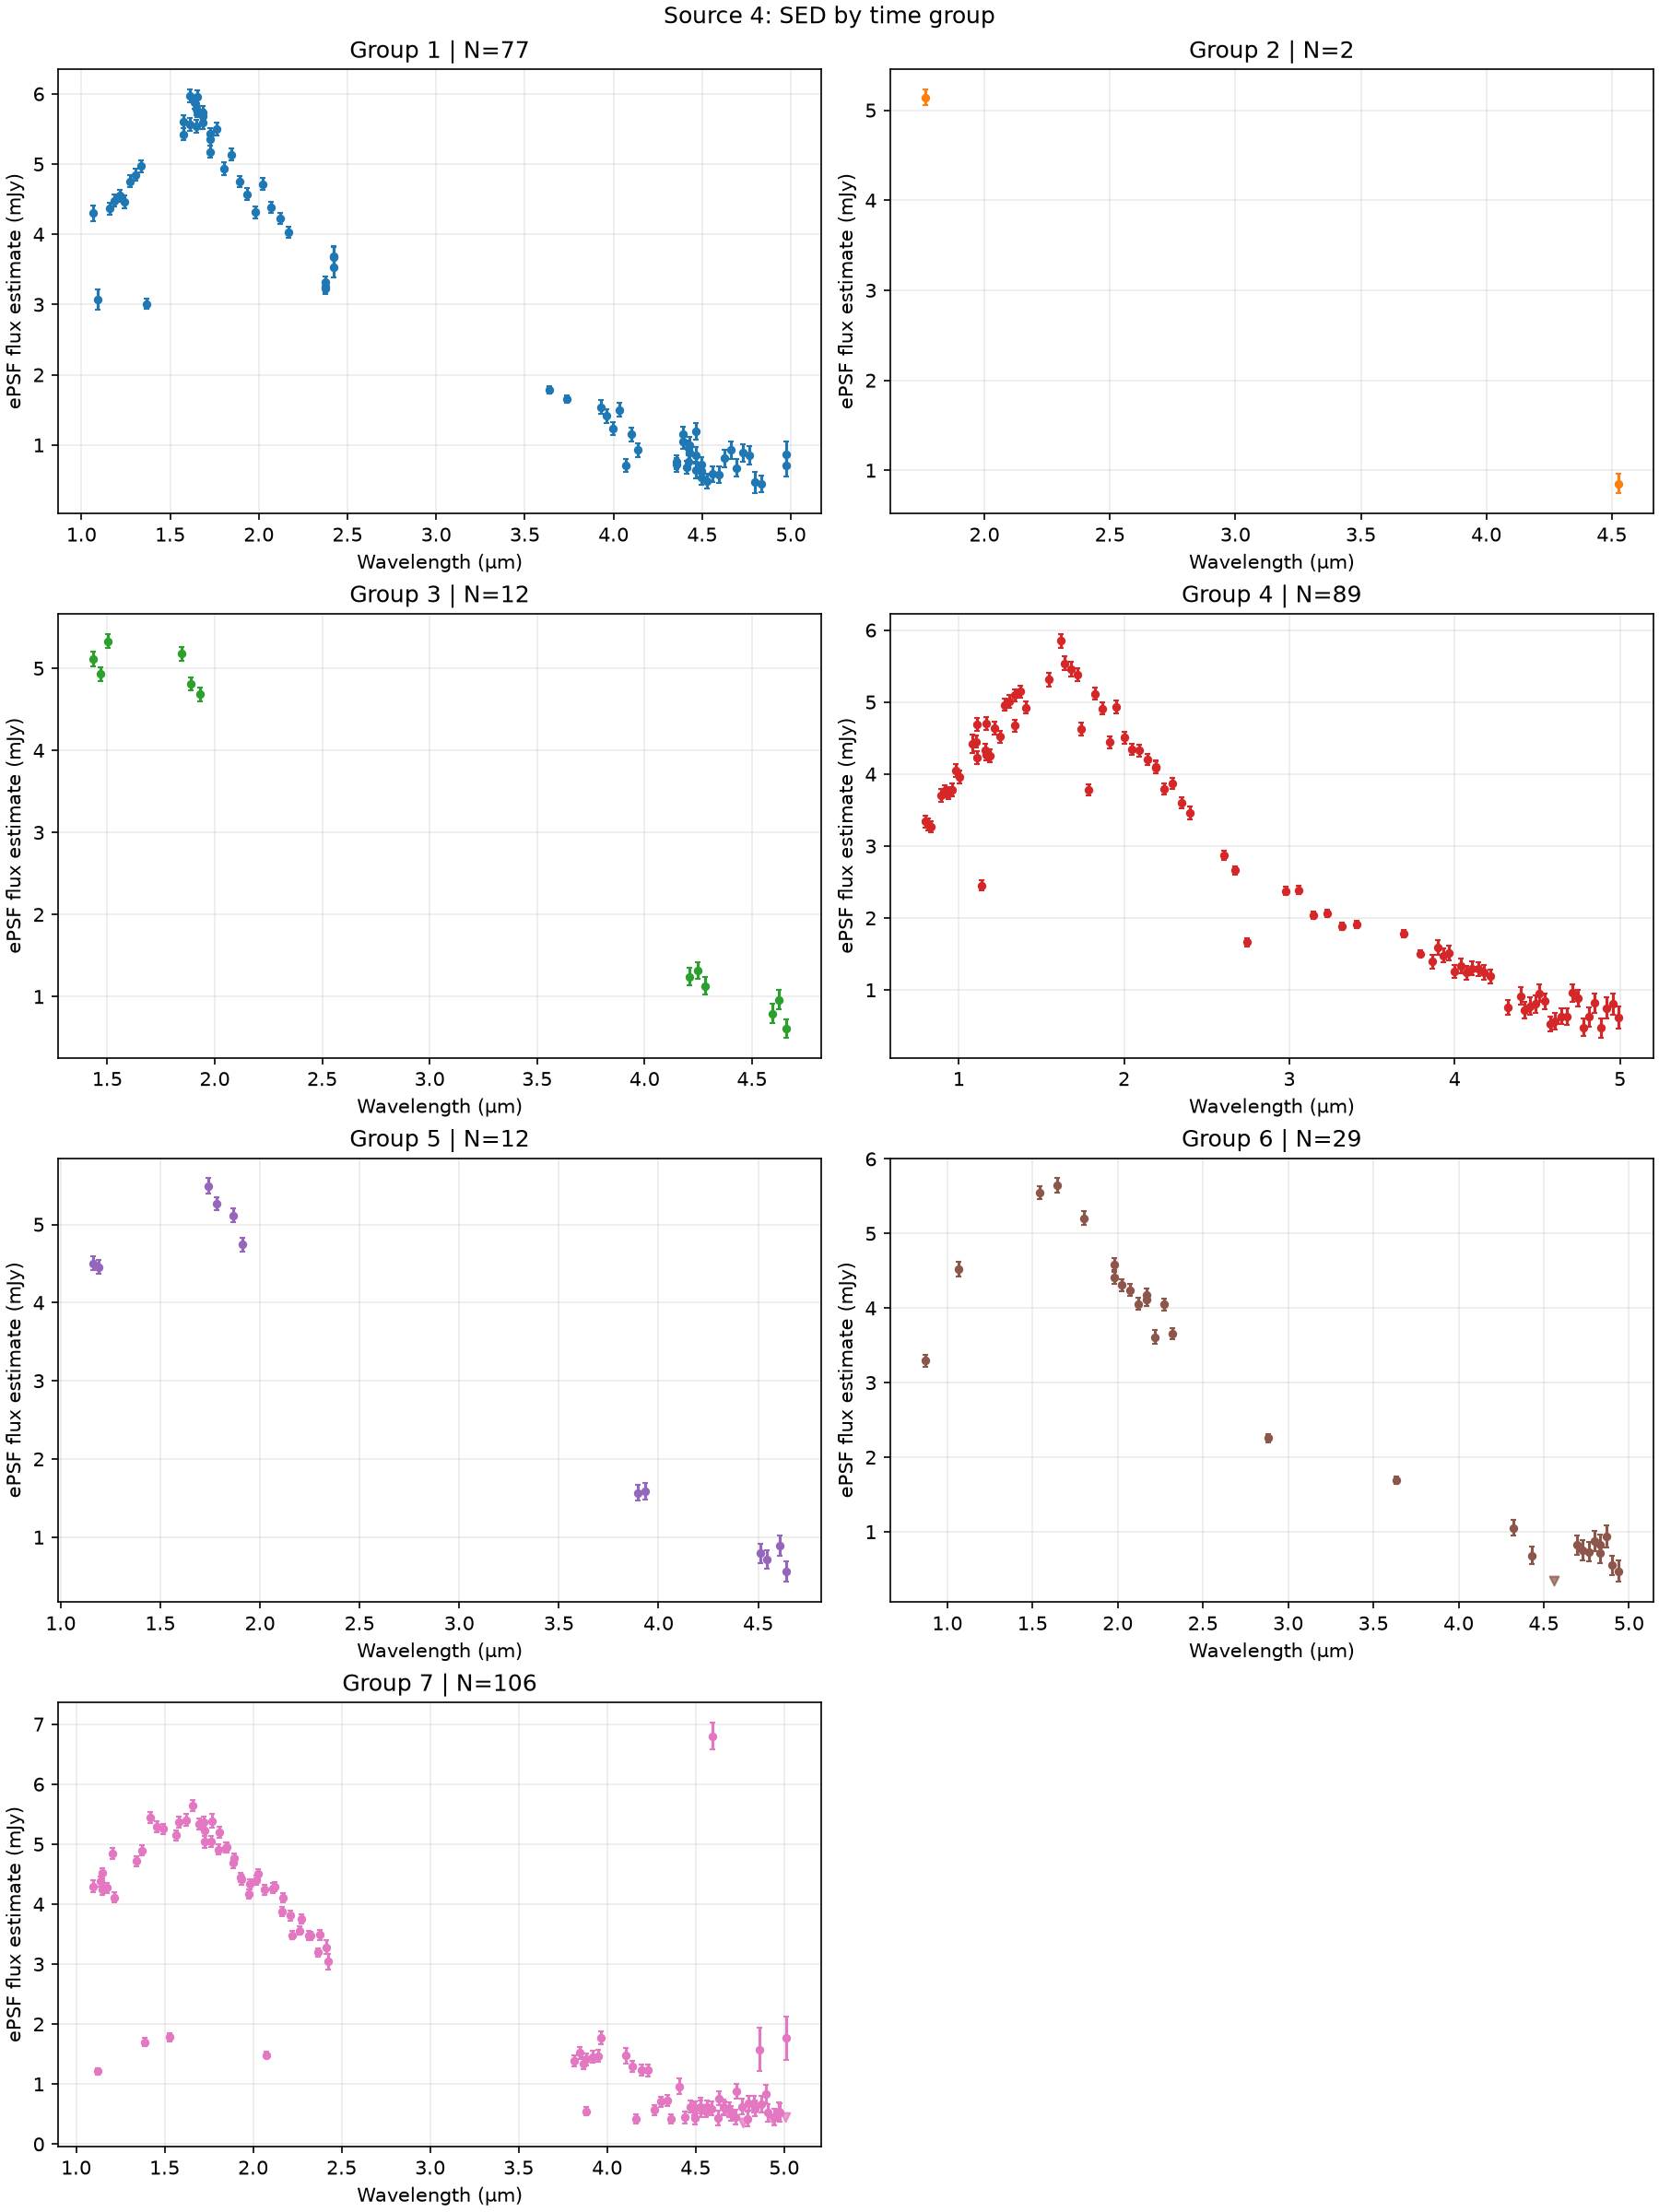 Source 4: SED by time group
Group 1 | N=77
ePSF flux estimate (mJy)
6
5
4
3
2
1
1.0 1.5 2.0 2.5 3.0 3.5 4.0 4.5 5.0
Wavelength (μm)
Group 2 | N=2
ePSF flux estimate (mJy)
5
4
3
2
1
2.0 2.5 3.0 3.5 4.0 4.5
Wavelength (μm)
Group 3 | N=12
ePSF flux estimate (mJy)
5
4
3
2
1
1.5 2.0 2.5 3.0 3.5 4.0 4.5
Wavelength (μm)
Group 4 | N=89
ePSF flux estimate (mJy)
6
5
4
3
2
1
1 2 3 4 5
Wavelength (μm)
Group 5 | N=12
ePSF flux estimate (mJy)
5
4
3
2
1
1.0 1.5 2.0 2.5 3.0 3.5 4.0 4.5
Wavelength (μm)
Group 6 | N=29
ePSF flux estimate (mJy)
6
5
4
3
2
1
1.0 1.5 2.0 2.5 3.0 3.5 4.0 4.5 5.0
Wavelength (μm)
Group 7 | N=106
ePSF flux estimate (mJy)
7
6
5
4
3
2
1
0
1.0 1.5 2.0 2.5 3.0 3.5 4.0 4.5 5.0
Wavelength (μm)